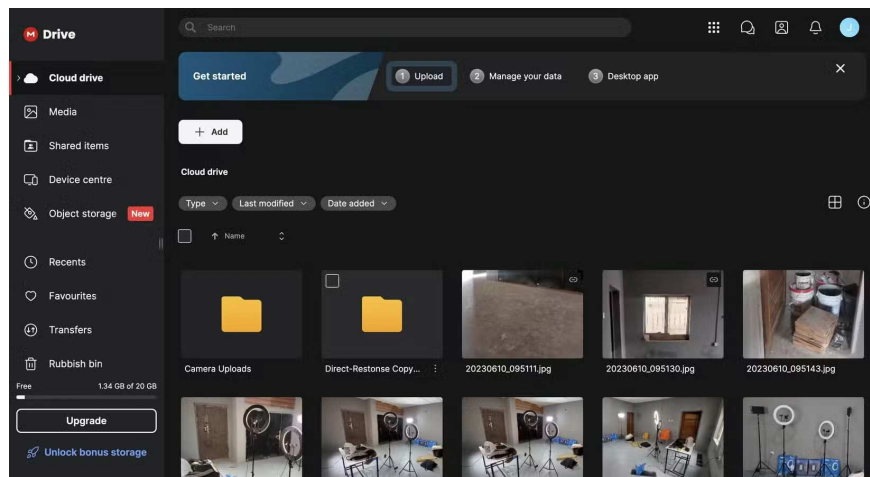 M Drive
Search
J
Cloud drive
Media
Shared items
Device centre
Object storage New
Recents
Favourites
Transfers
Rubbish bin
Free 1.34 GB of 20 GB
Upgrade
Unlock bonus storage
Get started
1 Upload
2 Manage your data
3 Desktop app
+ Add
Cloud drive
Type
Last modified
Date added
Name
Camera Uploads
Direct-Restonse Copy...
20230610_095111.jpg
20230610_095130.jpg
20230610_095143.jpg